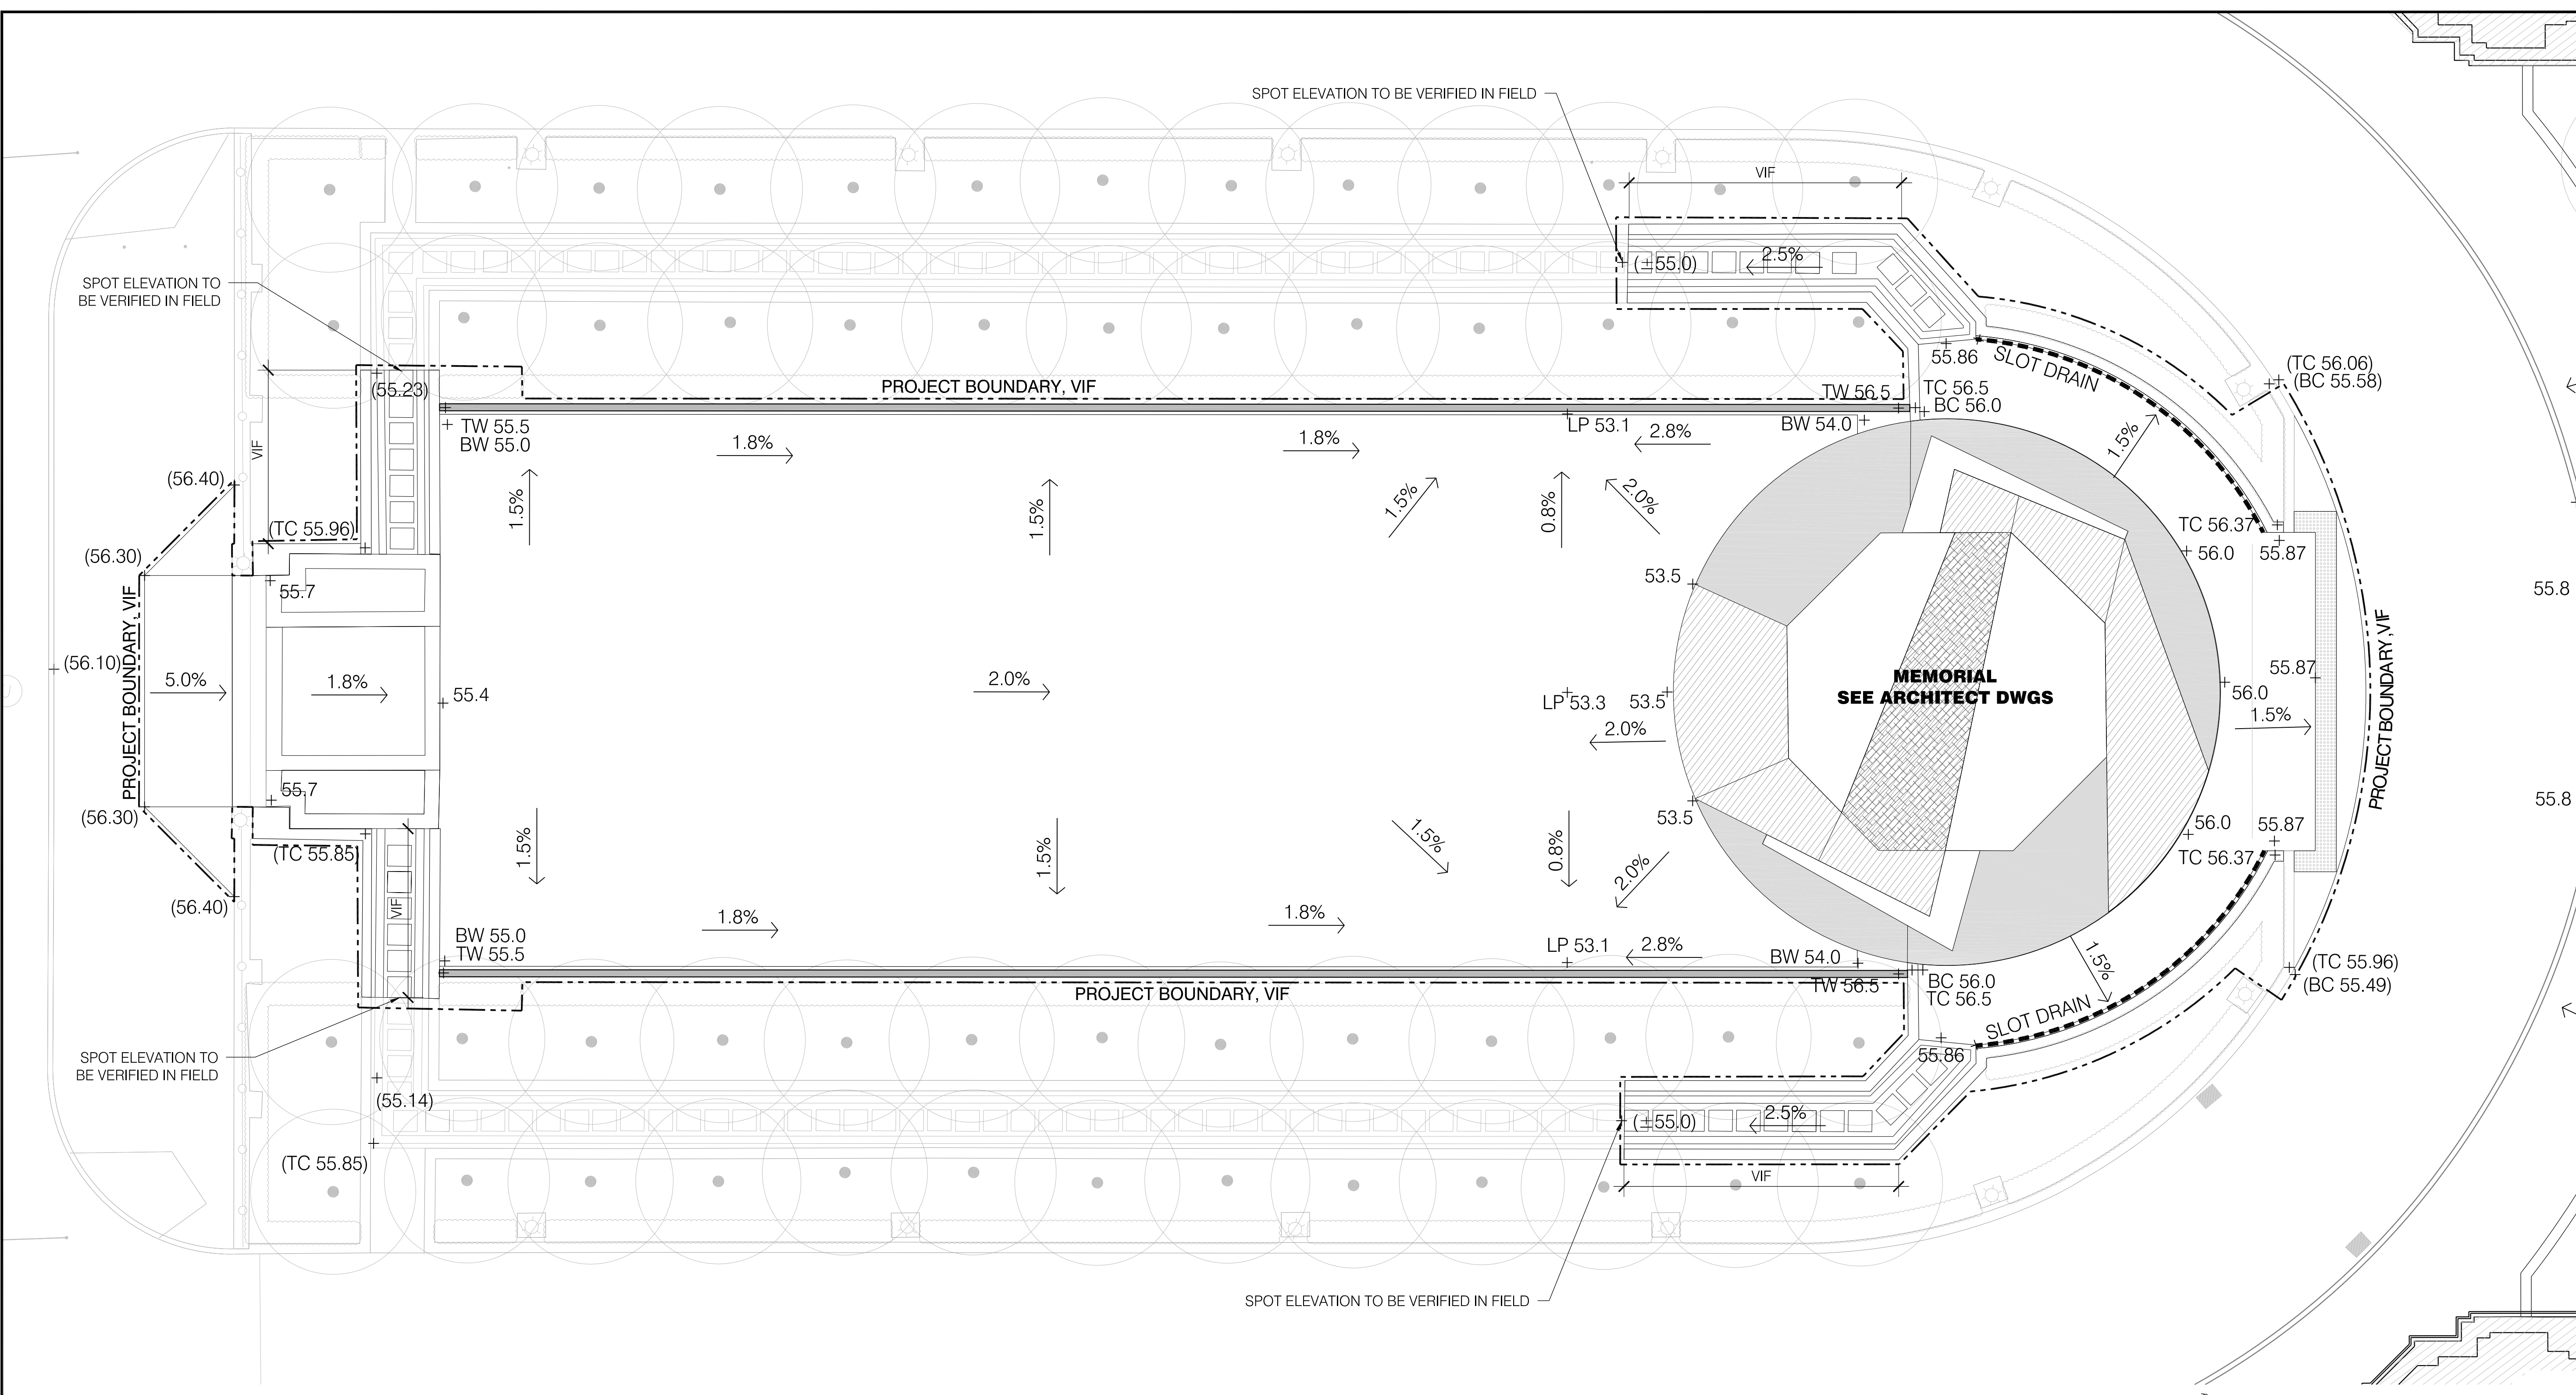 SPOT ELEVATION TO BE VERIFIED IN FIELD
VIF
SPOT ELEVATION TO
BE VERIFIED IN FIELD
(±55.0)
2.5%
55.86
SLOT DRAIN
(TC 56.06)
(BC 55.58)
(55.23)
PROJECT BOUNDARY, VIF
TW 56.5
TC 56.5
BC 56.0
TW 55.5
BW 55.0
1.8%
1.8%
LP 53.1
2.8%
BW 54.0
1.5%
VIF
(56.40)
(TC 55.96)
1.5%
1.5%
1.5%
0.8%
2.0%
TC 56.37
56.0
55.87
(56.30)
55.7
53.5
55.8
PROJECT BOUNDARY, VIF
(56.10)
5.0%
1.8%
55.4
2.0%
LP 53.3
53.5
2.0%
MEMORIAL
SEE ARCHITECT DWGS
55.87
56.0
1.5%
PROJECT BOUNDARY, VIF
55.7
53.5
55.8
(56.30)
(TC 55.85)
1.5%
1.5%
1.5%
0.8%
2.0%
56.0
55.87
TC 56.37
(56.40)
VIF
BW 55.0
TW 55.5
1.8%
1.8%
LP 53.1
2.8%
BW 54.0
TW 56.5
BC 56.0
TC 56.5
1.5%
(TC 55.96)
(BC 55.49)
PROJECT BOUNDARY, VIF
SLOT DRAIN
SPOT ELEVATION TO
BE VERIFIED IN FIELD
55.86
(55.14)
(±55.0)
2.5%
(TC 55.85)
VIF
SPOT ELEVATION TO BE VERIFIED IN FIELD